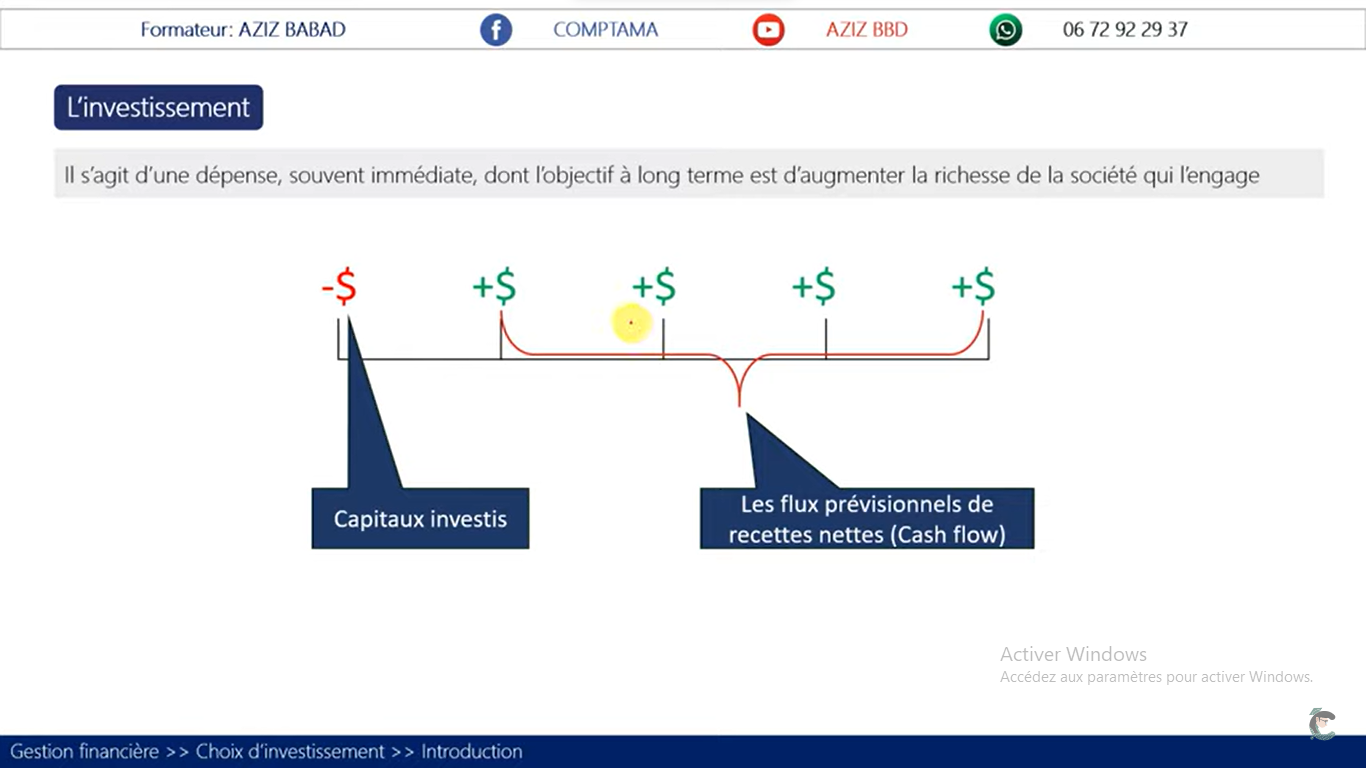 Formateur: AZIZ BABAD
COMPTAMA
AZIZ BBD
06 72 92 29 37
L'investissement
Il s'agit d'une dépense, souvent immédiate, dont l'objectif à long terme est d'augmenter la richesse de la société qui l'engage
-$ +$ +$ +$ +$
Capitaux investis
Les flux prévisionnels de
recettes nettes (Cash flow)
Activer Windows
Accédez aux paramètres pour activer Windows.
Gestion financière >> Choix d'investissement >> Introduction